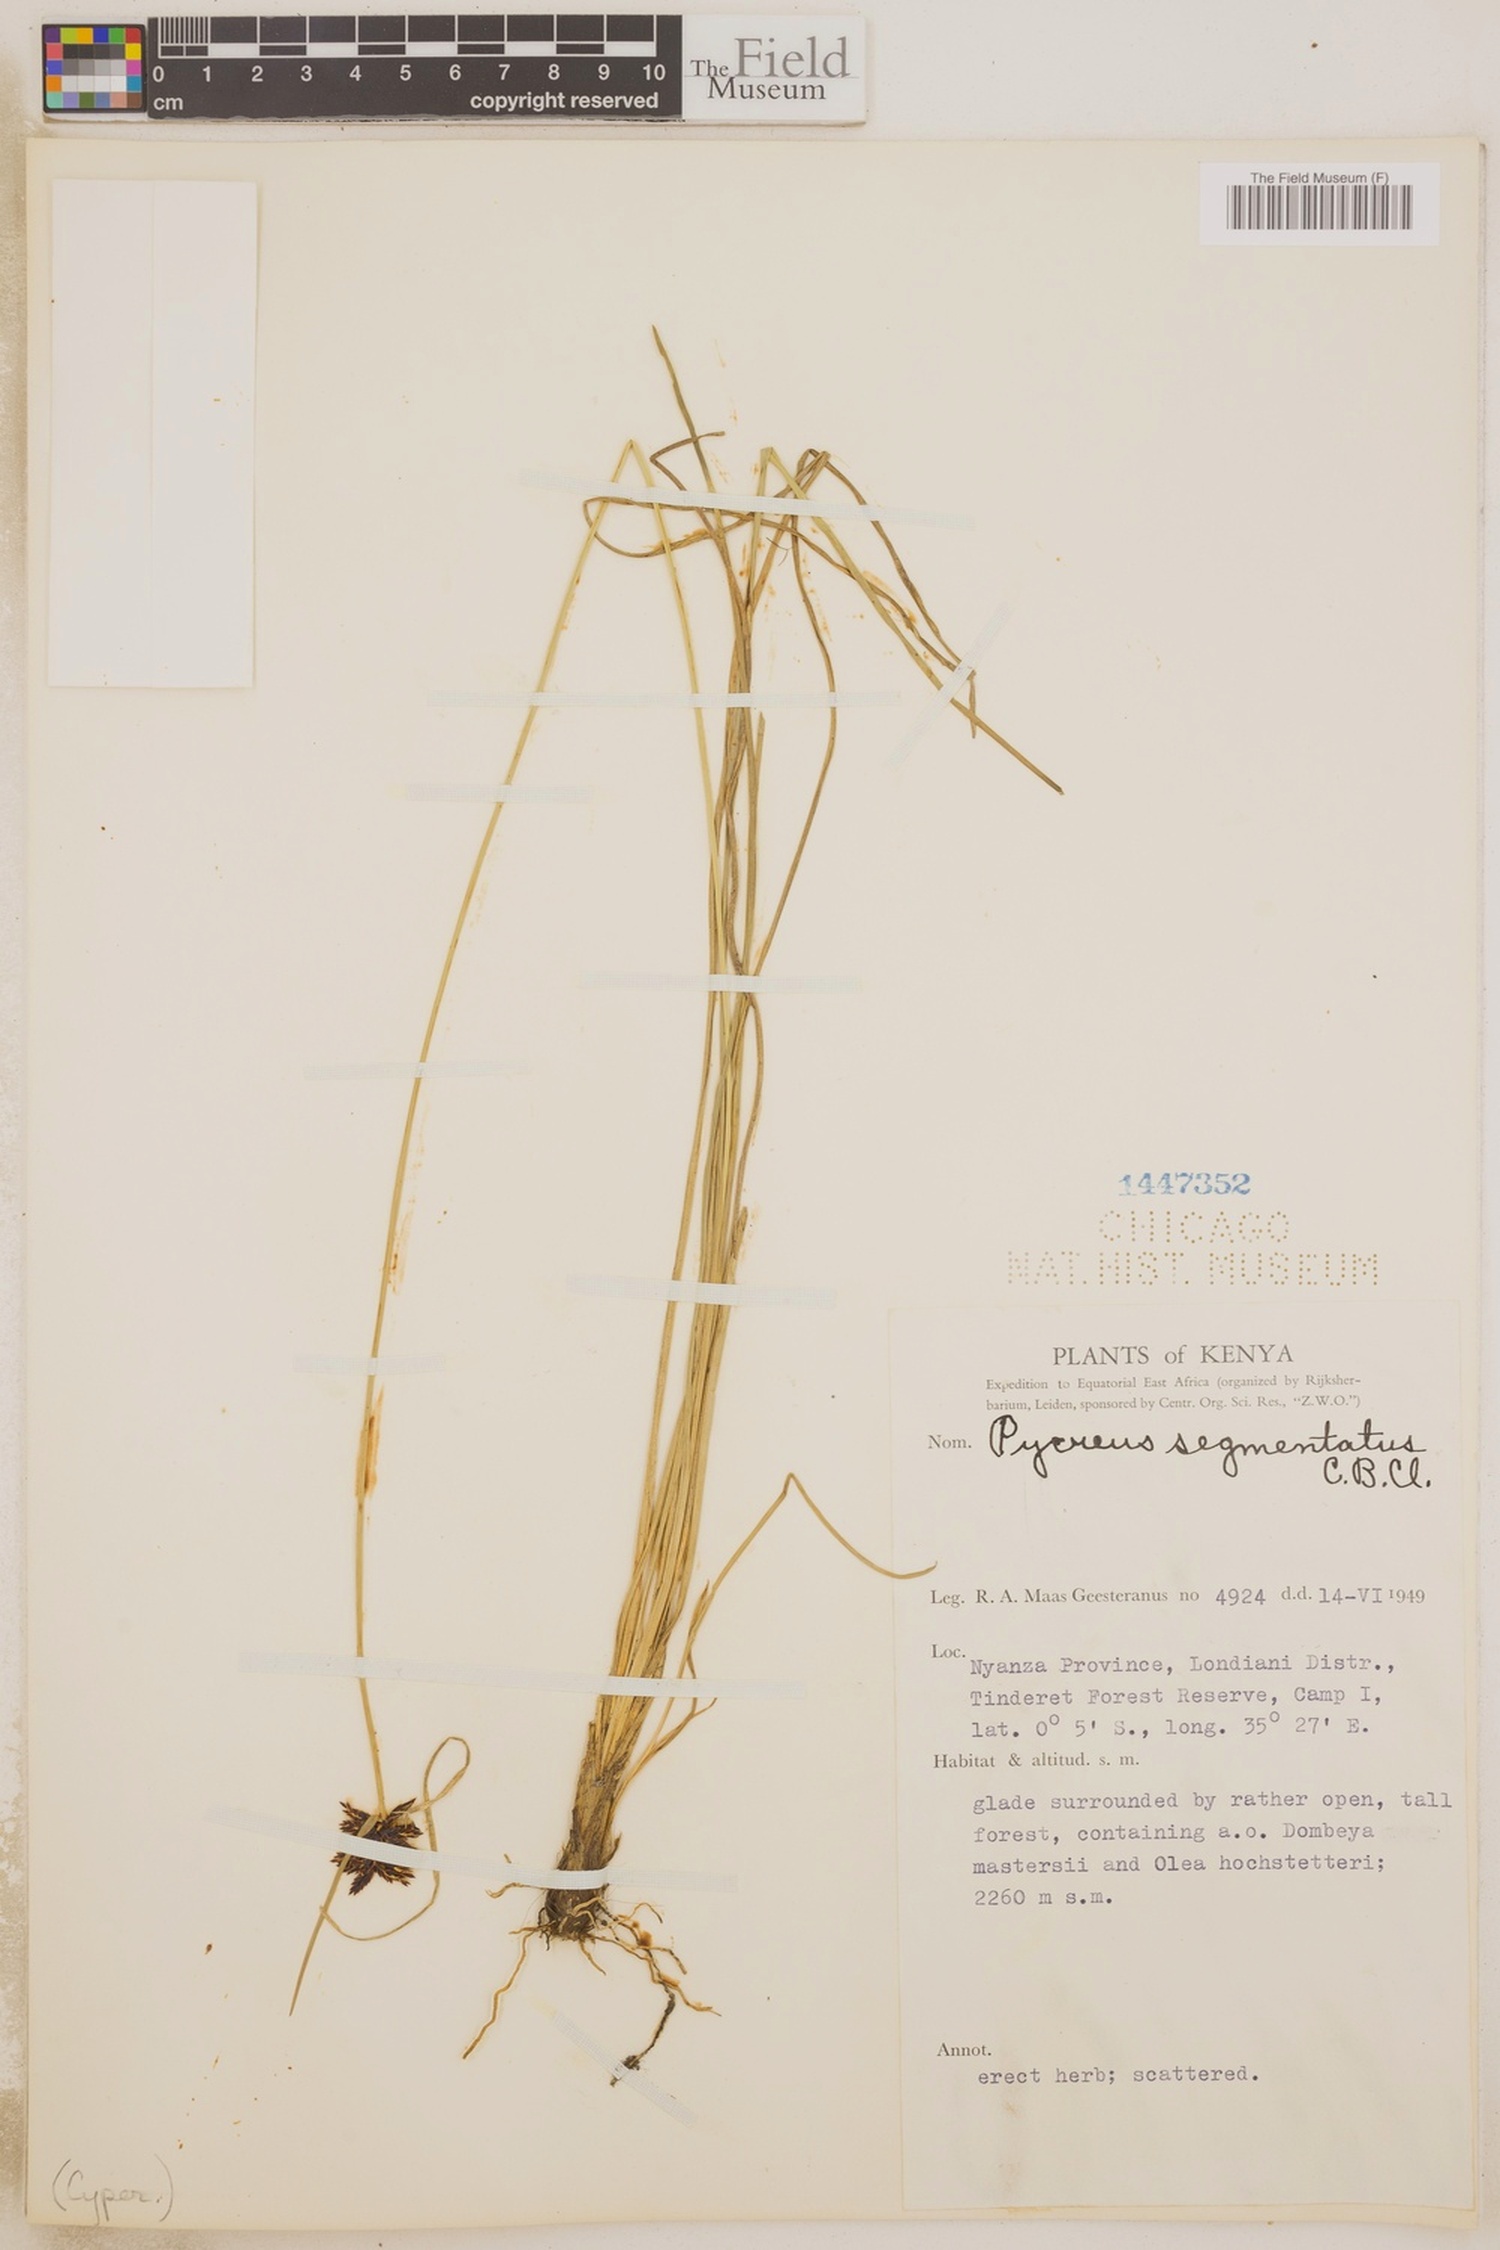 0 1 2 3 4 5 6 7 8 9 10
cm
copyright reserved
The Field
Museum
The Field Museum (F)
1447352
CHICAGO
NAT. HIST. MUSEUM
PLANTS of KENYA
Expedition to Equatorial East Africa (organized by Rijksher-
barium, Leiden, sponsored by Centr. Org. Sci. Res., "Z.W.O.")
Nom. Pycreus segmentatus
C.B.Cl.
Leg. R. A. Maas Geesteranus no 4924 d.d. 14-VI 1949
Loc. Nyanza Province, Londiani Distr.,
Tinderet Forest Reserve, Camp I,
lat. 0° 5' S., long. 35° 27' E.
Habitat & altitud. s. m.
glade surrounded by rather open, tall
forest, containing a.o. Dombeya
mastersii and Olea hochstetteri;
2260 m s.m.
Annot.
erect herb; scattered.
(Cyper.)